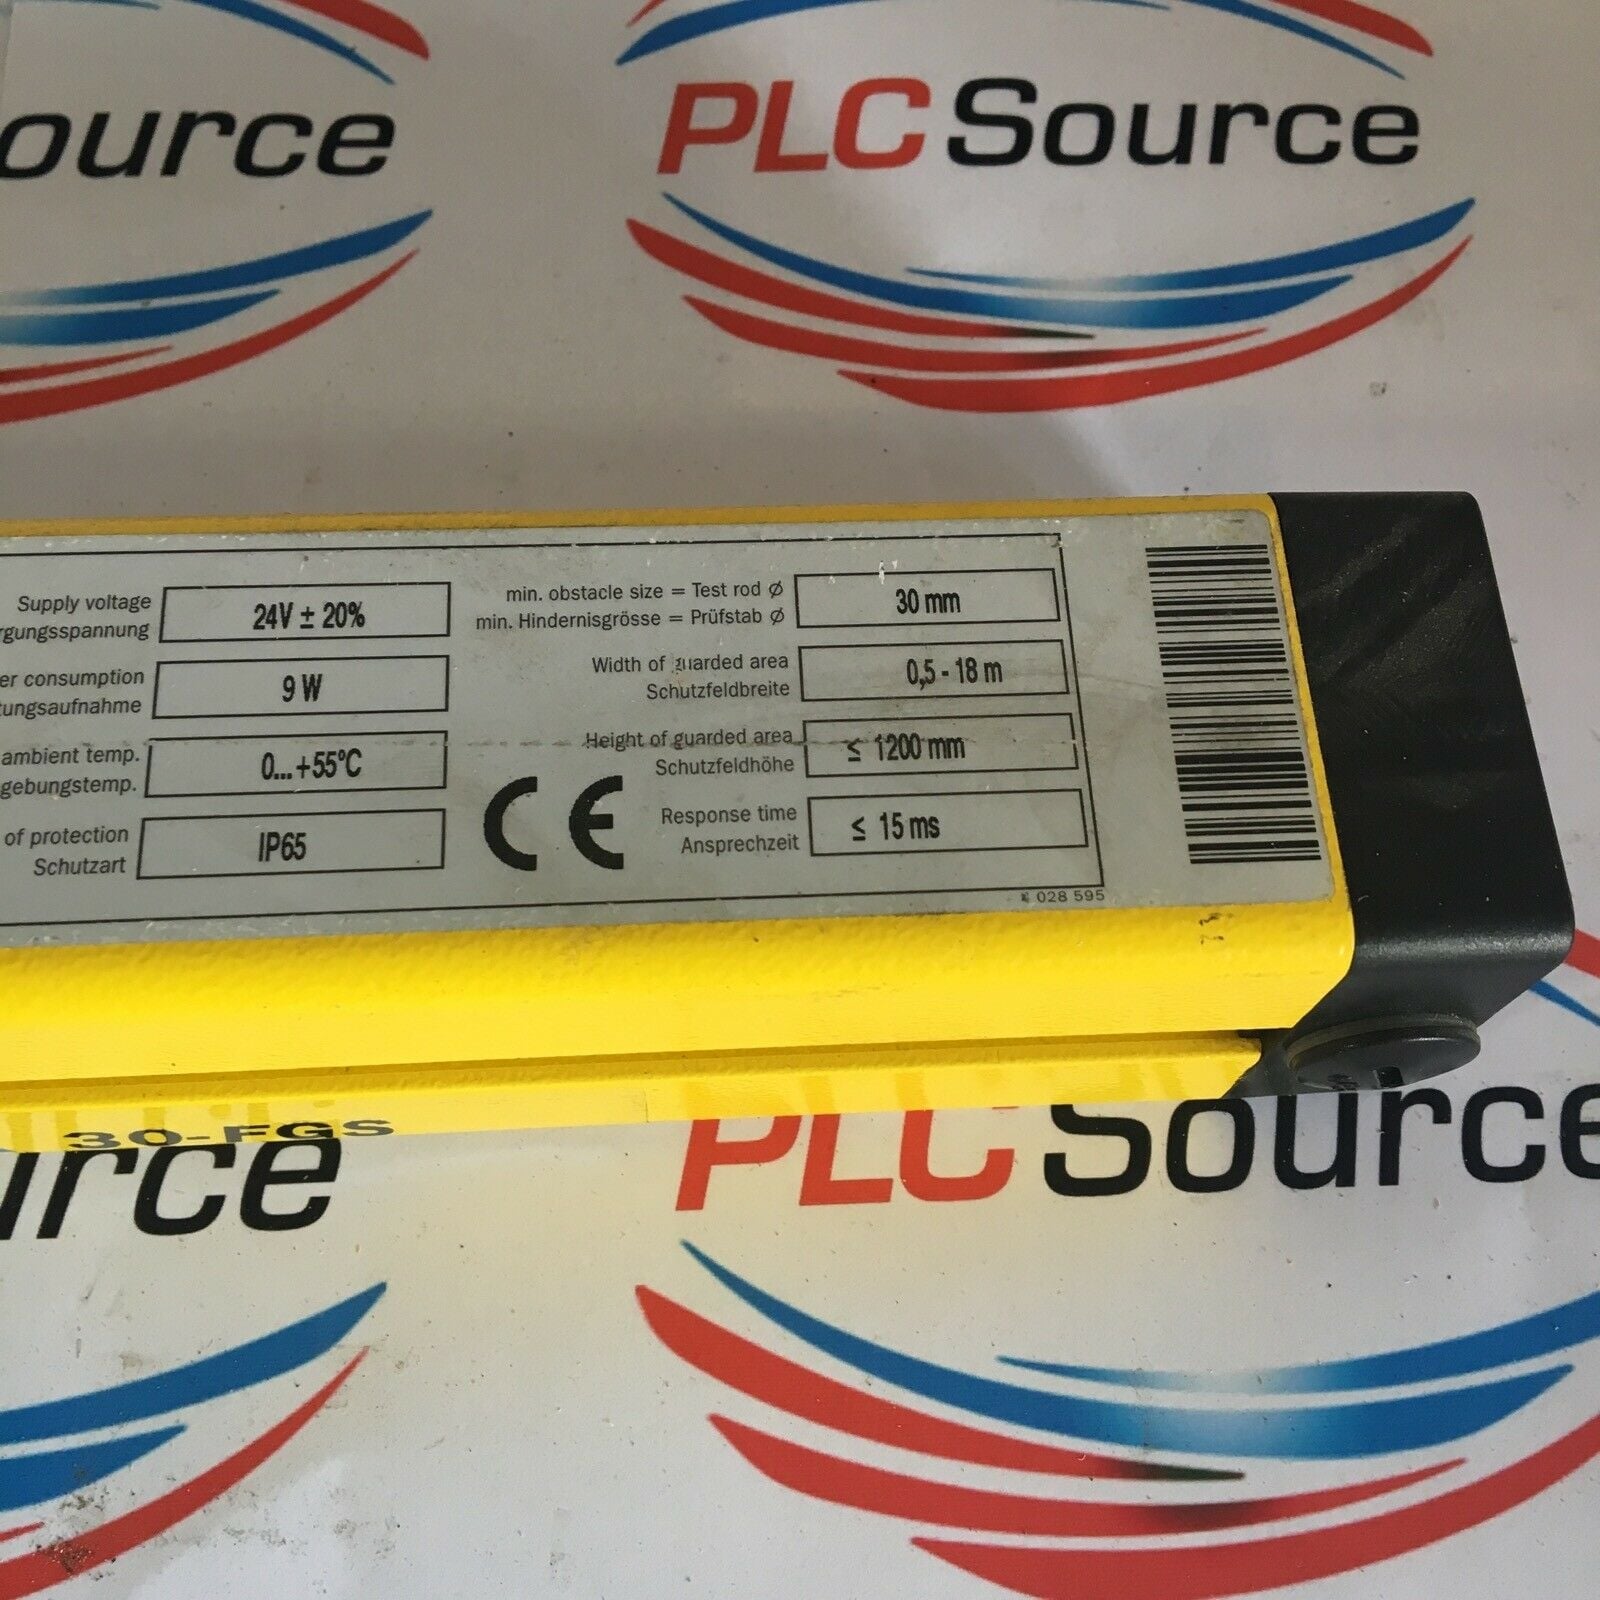 ource
PLC Source
Supply voltage
rgungsspannung
24V ± 20%
er consumption
tungsaufnahme
9 W
ambient temp.
gebungstemp.
0...+55°C
of protection
Schutzart
IP65
CE
min. obstacle size = Test rod Ø
min. Hindernisgrösse = Prüfstab Ø
30 mm
Width of guarded area
Schutzfeldbreite
0,5 - 18 m
Height of guarded area
Schutzfeldhöhe
≤ 1200 mm
Response time
Ansprechzeit
≤ 15 ms
028 595
30-FGS
urce
PLC Source